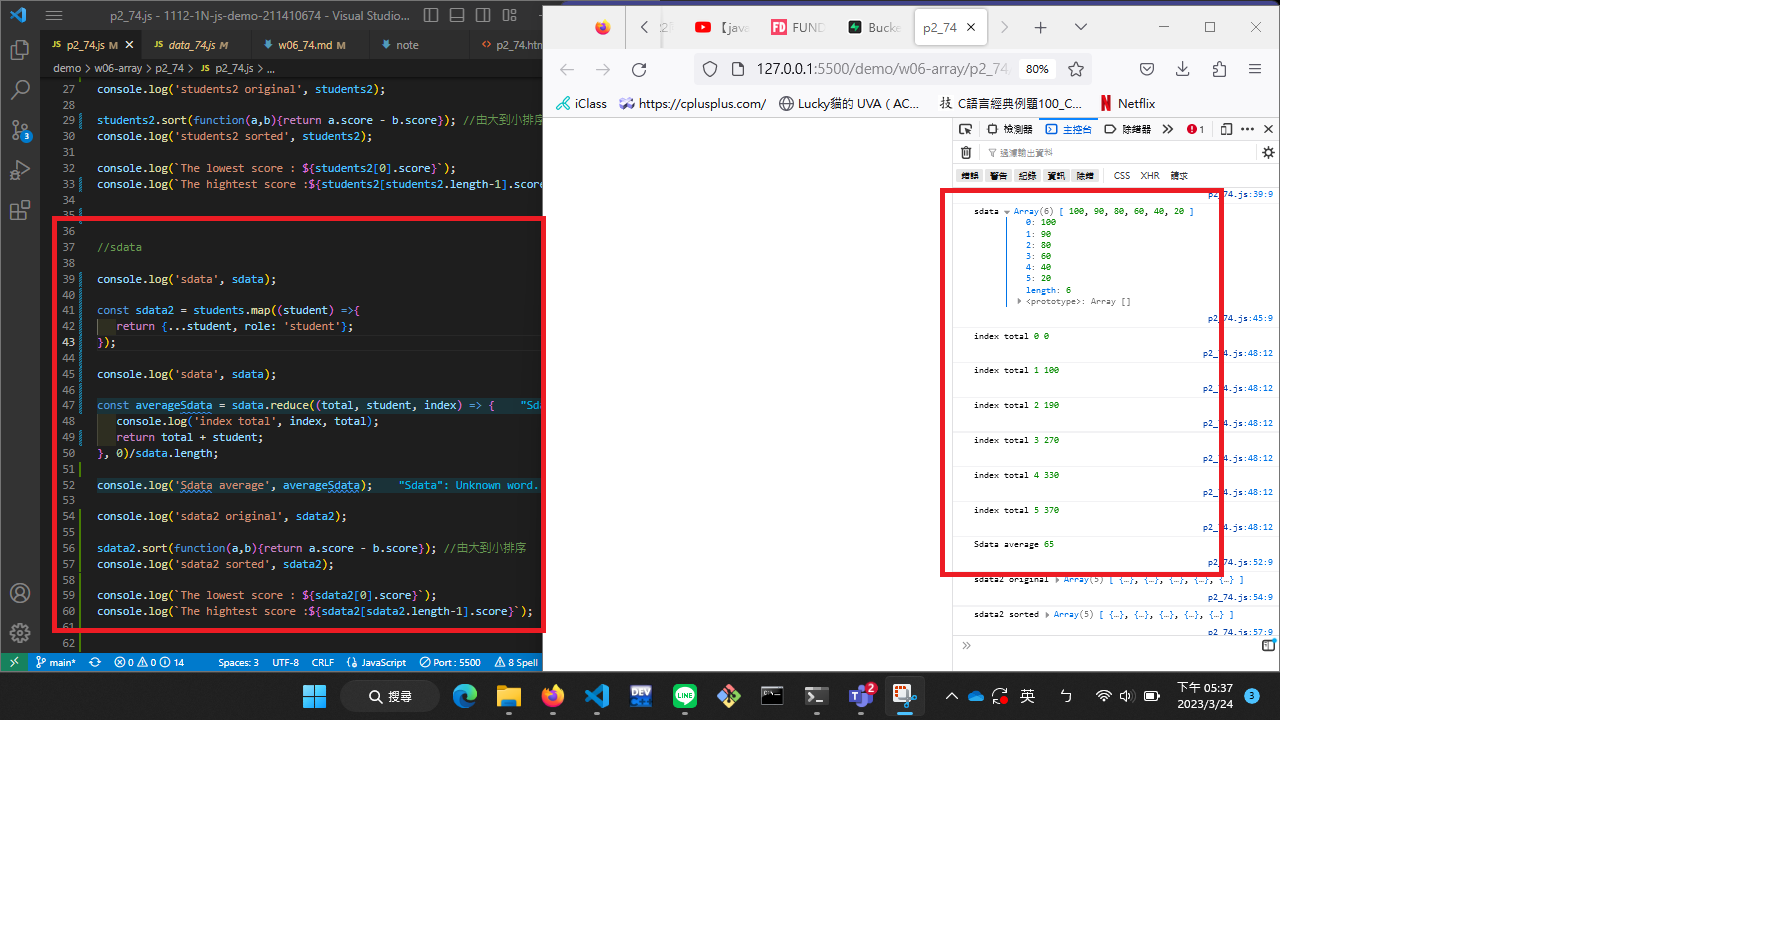 p2_74.js - 1112-1N-js-demo-211410674 - Visual Studio...
JS p2_74.js M
JS data_74.js M
w06_74.md M
note
<> p2_74.htm
demo > w06-array > p2_74 > JS p2_74.js > ...
27 console.log('students2 original', students2);
28
29 students2.sort(function(a,b){return a.score - b.score}); //由大到小排序
30 console.log('students2 sorted', students2);
31
32 console.log(`The lowest score : ${students2[0].score}`);
33 console.log(`The hightest score :${students2[students2.length-1].score
34
35
36
37 //sdata
38
39 console.log('sdata', sdata);
40
41 const sdata2 = students.map((student) =>{
42 return {...student, role: 'student'};
43 });
44
45 console.log('sdata', sdata);
46
47 const averageSdata = sdata.reduce((total, student, index) => { "Sda
48 console.log('index total', index, total);
49 return total + student;
50 }, 0)/sdata.length;
51
52 console.log('Sdata average', averageSdata); "Sdata": Unknown word.
53
54 console.log('sdata2 original', sdata2);
55
56 sdata2.sort(function(a,b){return a.score - b.score}); //由大到小排序
57 console.log('sdata2 sorted', sdata2);
58
59 console.log(`The lowest score : ${sdata2[0].score}`);
60 console.log(`The hightest score :${sdata2[sdata2.length-1].score}`);
61
62
3
main* 0 0 14 Spaces: 3 UTF-8 CRLF {} JavaScript Port : 5500 8 Spell
【java
FD FUND
Bucke
p2_74
127.0.0.1:5500/demo/w06-array/p2_74/ 80%
iClass
https://cplusplus.com/
Lucky貓的 UVA ( AC...
技 C語言經典例題100_C...
N Netflix
檢測器 主控台 除錯器 1
過濾輸出資料
錯誤 警告 紀錄 資訊 除錯 CSS XHR 請求
p2_74.js:39:9
sdata Array(6) [ 100, 90, 80, 60, 40, 20 ]
0: 100
1: 90
2: 80
3: 60
4: 40
5: 20
length: 6
<prototype>: Array []
p2_74.js:45:9
index total 0 0
p2_74.js:48:12
index total 1 100
p2_74.js:48:12
index total 2 190
p2_74.js:48:12
index total 3 270
p2_74.js:48:12
index total 4 330
p2_74.js:48:12
index total 5 370
p2_74.js:48:12
Sdata average 65
p2_74.js:52:9
sdata2 original Array(5) [ {…}, {…}, {…}, {…}, {…} ]
p2_74.js:54:9
sdata2 sorted Array(5) [ {…}, {…}, {…}, {…}, {…} ]
p2_74.js:57:9
搜尋
DEV
LINE
2
英
ㄅ
下午 05:37
2023/3/24
3